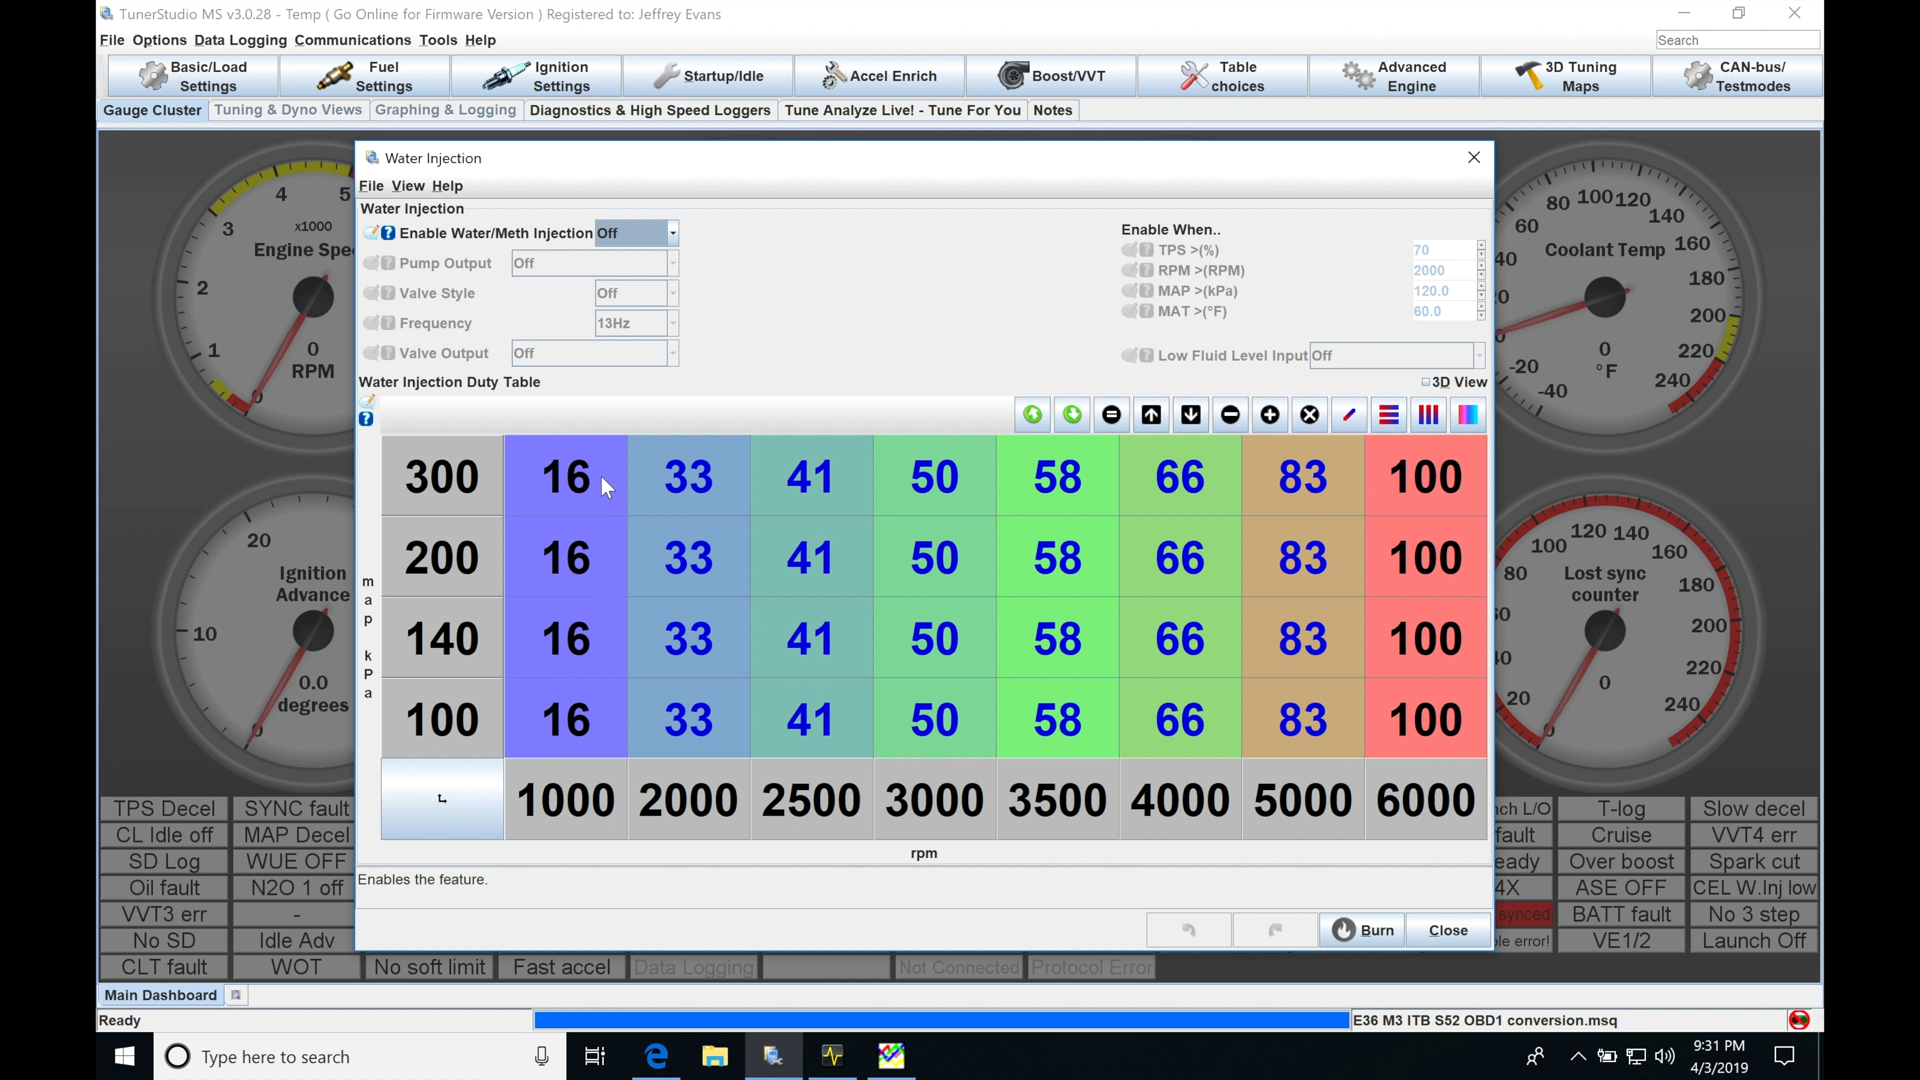 TunerStudio MS v3.0.28 - Temp ( Go Online for Firmware Version ) Registered to: Jeffrey Evans
File Options Data Logging Communications Tools Help
Search
Basic/Load Settings
Fuel Settings
Ignition Settings
Startup/Idle
Accel Enrich
Boost/VVT
Table choices
Advanced Engine
3D Tuning Maps
CAN-bus/ Testmodes
Gauge Cluster Tuning & Dyno Views Graphing & Logging Diagnostics & High Speed Loggers Tune Analyze Live! - Tune For You Notes
Water Injection
File View Help
Water Injection
Enable Water/Meth Injection Off
Pump Output Off
Valve Style Off
Frequency 13Hz
Valve Output Off
Enable When..
TPS >(%) 70
RPM >(RPM) 2000
MAP >(kPa) 120.0
MAT >(°F) 60.0
Low Fluid Level Input Off
Water Injection Duty Table
3D View
300 16 33 41 50 58 66 83 100
200 16 33 41 50 58 66 83 100
140 16 33 41 50 58 66 83 100
100 16 33 41 50 58 66 83 100
1000 2000 2500 3000 3500 4000 5000 6000
map kPa
rpm
Enables the feature.
Burn
Close
1 2 3 4 5
x1000
Engine Spe
0
RPM
10 20
Ignition
Advance
0.0
degrees
0
-40 -20 0 40 60 80 100 120 140 160 180 200 220 240
Coolant Temp
0
°F
0 20 80 100 120 140 160 180 200 220 240
Lost sync
counter
0
TPS Decel SYNC fault
CL Idle off MAP Decel
SD Log WUE OFF
Oil fault N2O 1 off
VVT3 err -
No SD Idle Adv
CLT fault WOT No soft limit Fast accel Data Logging Not Connected Protocol Error
nch L/O T-log Slow decel
fault Cruise VVT4 err
eady Over boost Spark cut
4X ASE OFF CEL W.Inj low
synced BATT fault No 3 step
ble error! VE1/2 Launch Off
Main Dashboard
Ready
E36 M3 ITB S52 OBD1 conversion.msq
Type here to search
9:31 PM
4/3/2019